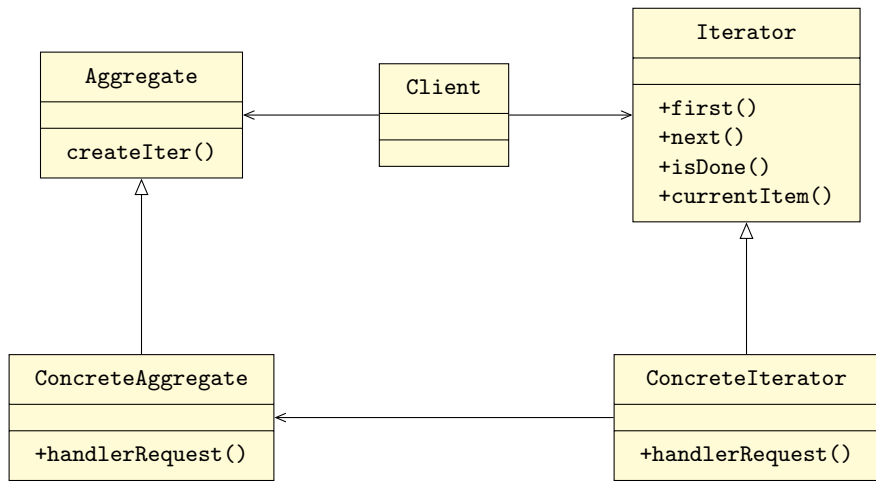 Aggregate
createIter()
Client
Iterator
+first()
+next()
+isDone()
+currentItem()
ConcreteAggregate
+handlerRequest()
ConcreteIterator
+handlerRequest()